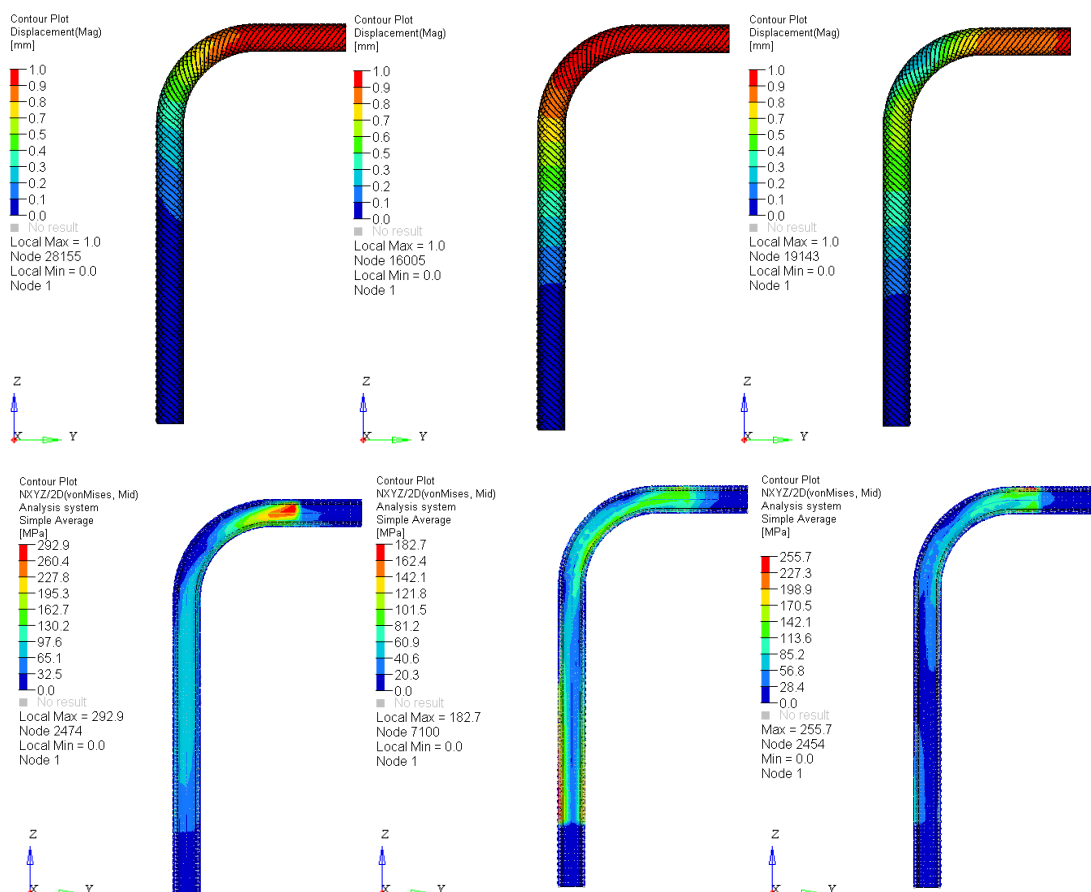 Contour Plot
Displacement(Mag)
[mm]
1.0
0.9
0.8
0.7
0.5
0.4
0.3
0.2
0.1
0.0
No result
Local Max = 1.0
Node 28155
Local Min = 0.0
Node 1
Z
X
Y
Contour Plot
Displacement(Mag)
[mm]
1.0
0.9
0.8
0.7
0.5
0.4
0.3
0.2
0.1
0.0
No result
Local Max = 1.0
Node 16005
Local Min = 0.0
Node 1
Z
X
Y
Contour Plot
Displacement(Mag)
[mm]
1.0
0.9
0.8
0.7
0.5
0.4
0.3
0.2
0.1
0.0
No result
Local Max = 1.0
Node 19143
Local Min = 0.0
Node 1
Z
X
Y
Contour Plot
NXYZ/2D(vonMises, Mid)
Analysis system
Simple Average
[MPa]
292.9
260.4
227.8
195.3
162.7
130.2
97.6
65.1
32.5
0.0
No result
Local Max = 292.9
Node 2474
Local Min = 0.0
Node 1
Z
X
Y
Contour Plot
NXYZ/2D(vonMises, Mid)
Analysis system
Simple Average
[MPa]
182.7
162.4
142.1
121.8
101.5
81.2
60.9
40.6
20.3
0.0
No result
Local Max = 182.7
Node 7100
Local Min = 0.0
Node 1
Z
X
Y
Contour Plot
NXYZ/2D(vonMises, Mid)
Analysis system
Simple Average
[MPa]
255.7
227.3
198.9
170.5
142.1
113.6
85.2
56.8
28.4
0.0
No result
Max = 255.7
Node 2454
Min = 0.0
Node 1
Z
X
Y